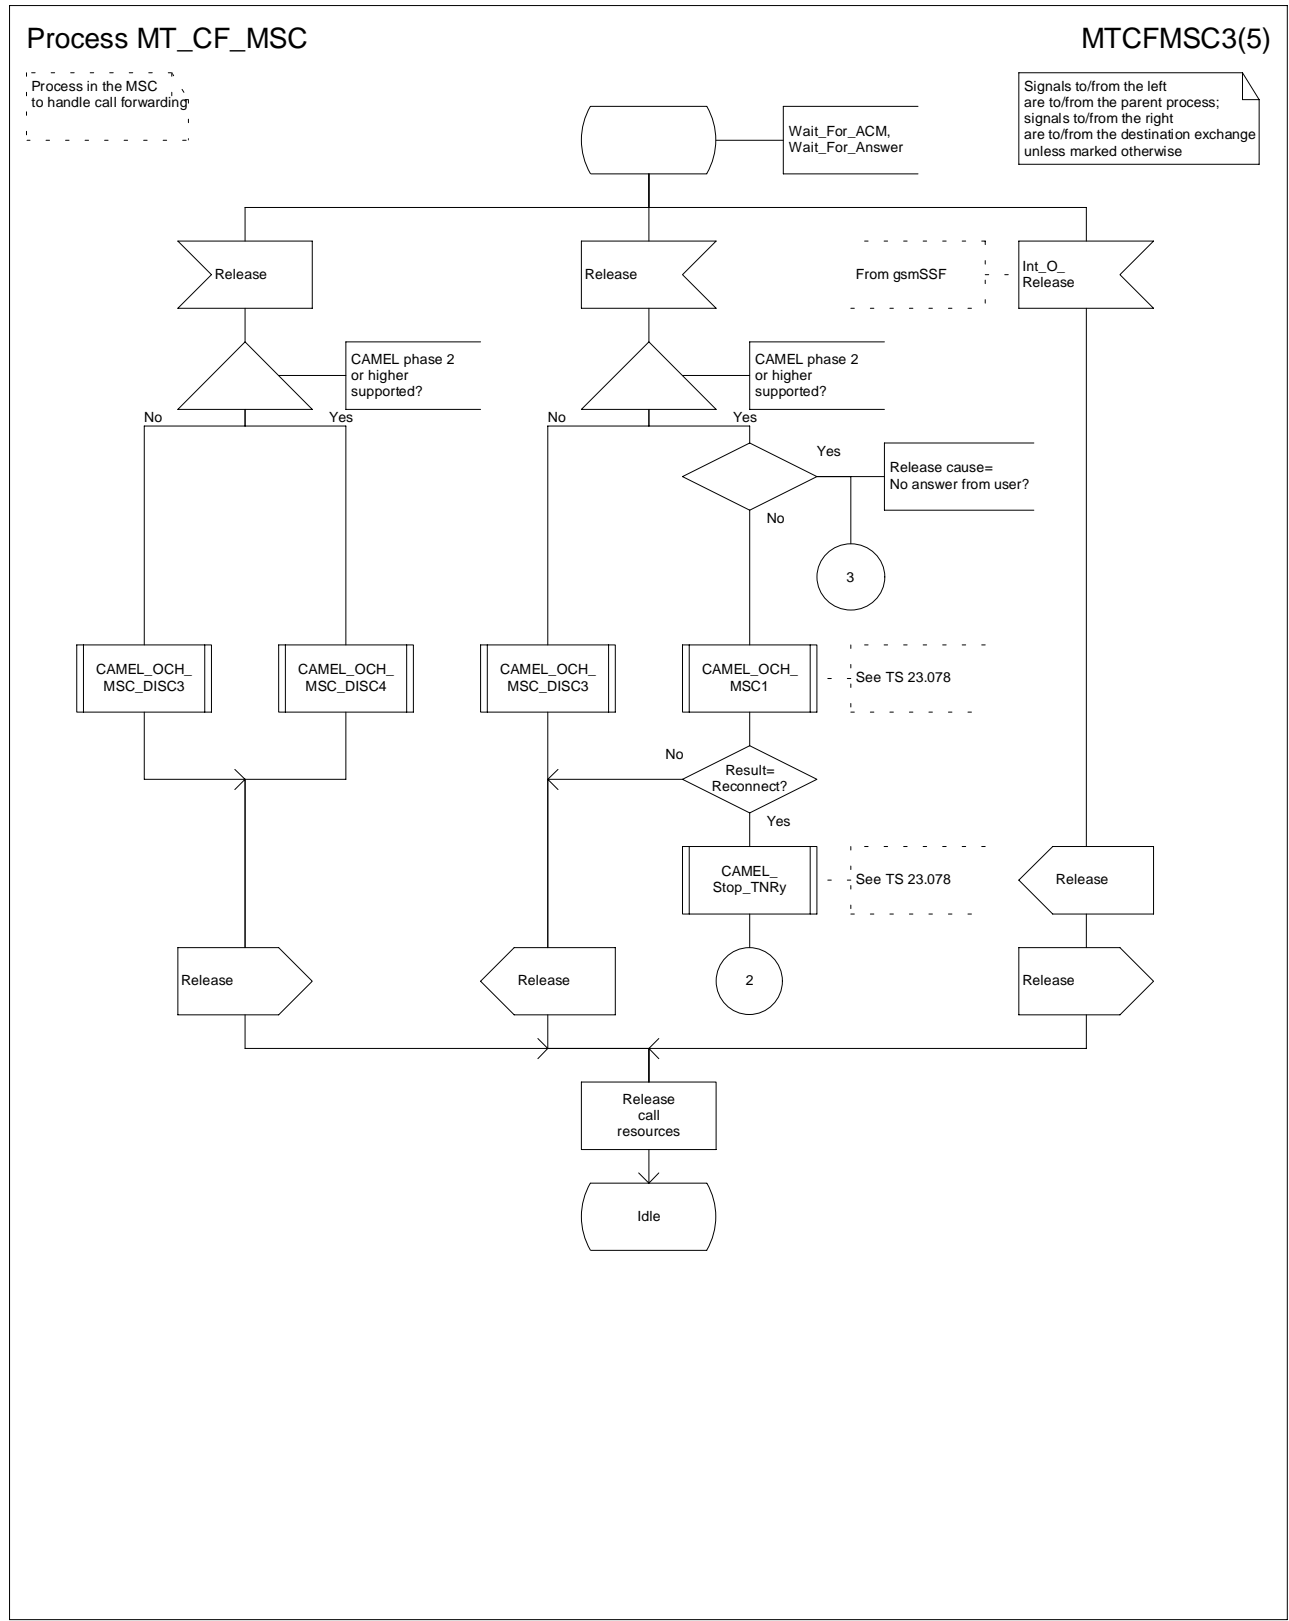 Process MT_CF_MSC
MTCFMSC3(5)
Process in the MSC
to handle call forwarding
Signals to/from the left
are to/from the parent process;
signals to/from the right
are to/from the destination exchange
unless marked otherwise
Wait_For_ACM,
Wait_For_Answer
Release
Release
From gsmSSF
Int_O_
Release
CAMEL phase 2
or higher
supported?
CAMEL phase 2
or higher
supported?
No
Yes
No
Yes
Yes
Release cause=
No answer from user?
No
3
CAMEL_OCH_
MSC_DISC3
CAMEL_OCH_
MSC_DISC4
CAMEL_OCH_
MSC_DISC3
CAMEL_OCH_
MSC1
See TS 23.078
No
Result=
Reconnect?
Yes
CAMEL_
Stop_TNRy
See TS 23.078
Release
Release
Release
2
Release
Release
call
resources
Idle